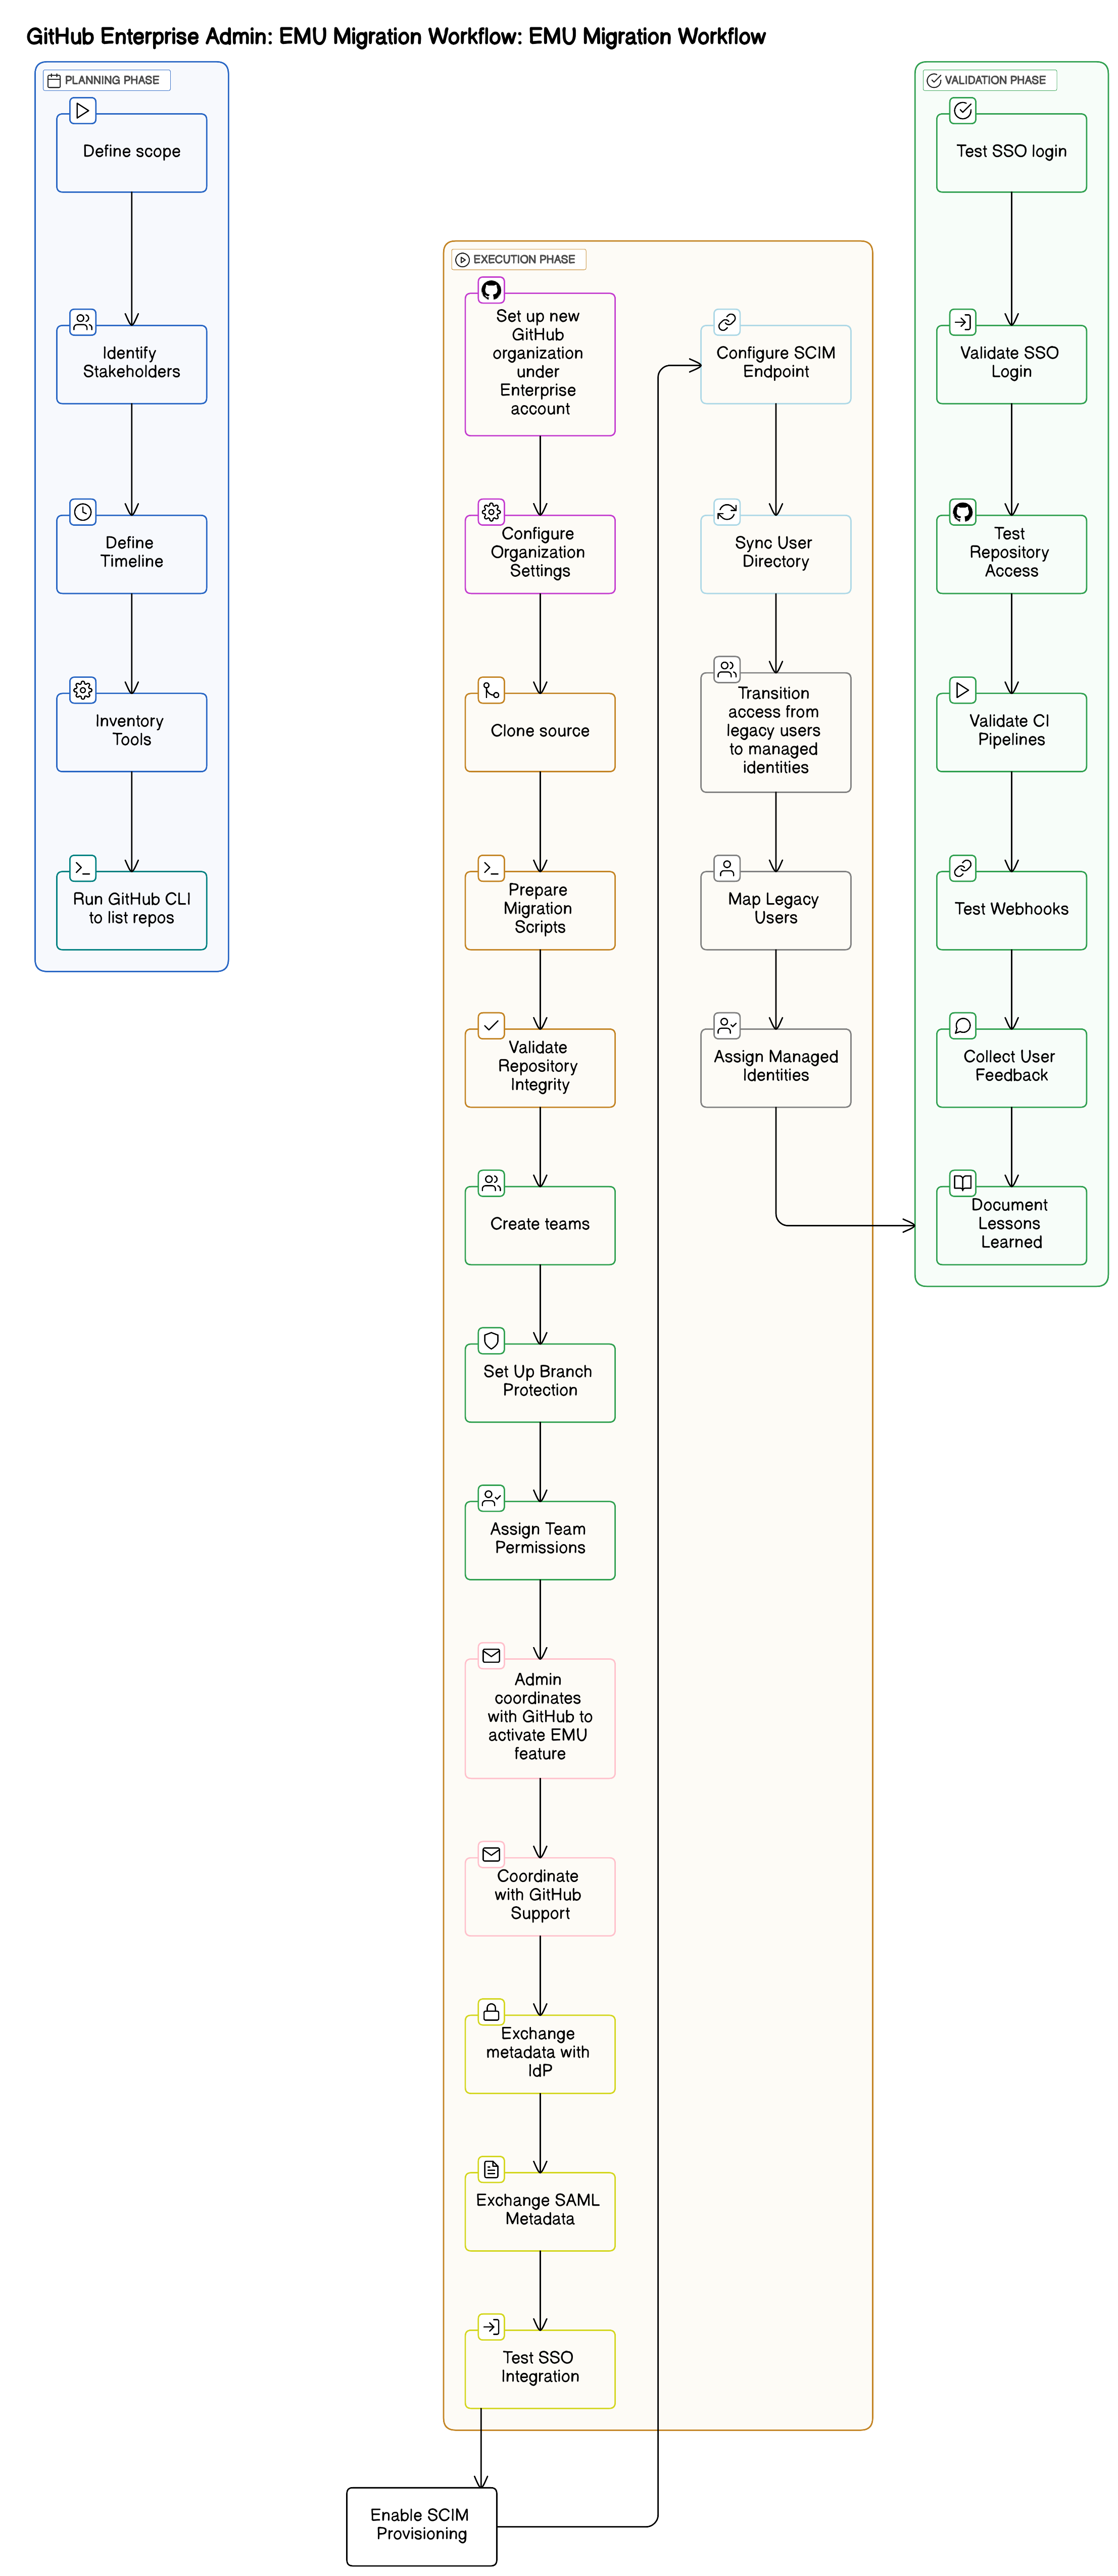 GitHub Enterprise Admin: EMU Migration Workflow: EMU Migration Workflow
PLANNING PHASE
Define scope
Identify
Stakeholders
Define
Timeline
Inventory
Tools
Run GitHub CLI
to list repos
EXECUTION PHASE
Set up new
GitHub
organization
under
Enterprise
account
Configure
Organization
Settings
Clone source
Prepare
Migration
Scripts
Validate
Repository
Integrity
Create teams
Set Up Branch
Protection
Assign Team
Permissions
Admin
coordinates
with GitHub to
activate EMU
feature
Coordinate
with GitHub
Support
Exchange
metadata with
IdP
Exchange SAML
Metadata
Test SSO
Integration
Enable SCIM
Provisioning
Configure SCIM
Endpoint
Sync User
Directory
Transition
access from
legacy users
to managed
identities
Map Legacy
Users
Assign Managed
Identities
VALIDATION PHASE
Test SSO login
Validate SSO
Login
Test
Repository
Access
Validate CI
Pipelines
Test Webhooks
Collect User
Feedback
Document
Lessons
Learned